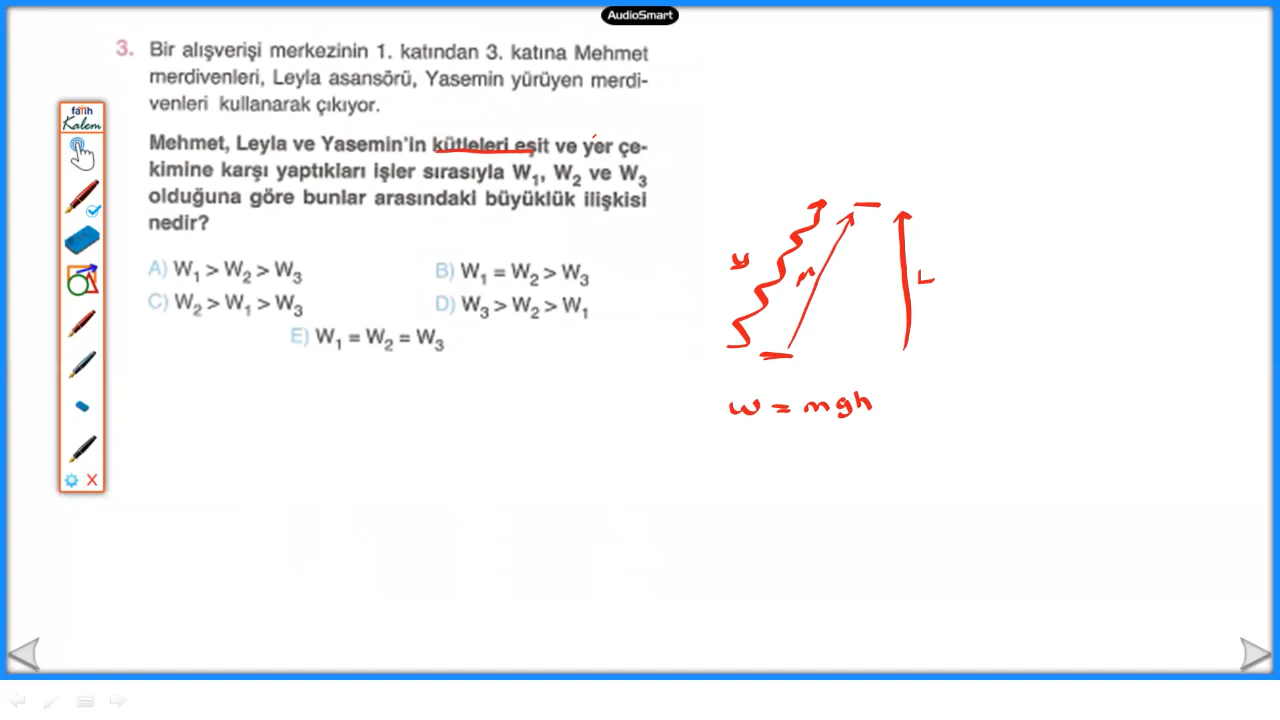 AudioSmart
3. Bir alışverişi merkezinin 1. katından 3. katına Mehmet
merdivenleri, Leyla asansörü, Yasemin yürüyen merdi-
venleri kullanarak çıkıyor.
Mehmet, Leyla ve Yasemin'in kütleleri eşit ve yer çe-
kimine karşı yaptıkları işler sırasıyla W₁, W₂ ve W₃
olduğuna göre bunlar arasındaki büyüklük ilişkisi
nedir?
A) W₁ > W₂ > W₃ B) W₁ = W₂ > W₃
C) W₂ > W₁ > W₃ D) W₃ > W₂ > W₁
E) W₁ = W₂ = W₃
fatih
Kalem
y M L
W = mgh
X